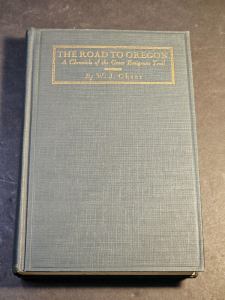 THE ROAD TO OREGON
A Chronicle of the Great Emigrant Trail
By W. J. Ghent